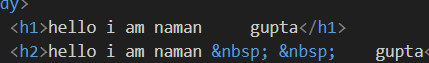 dy>
<h1>hello i am naman     gupta</h1>
<h2>hello i am naman &nbsp; &nbsp;    gupta<